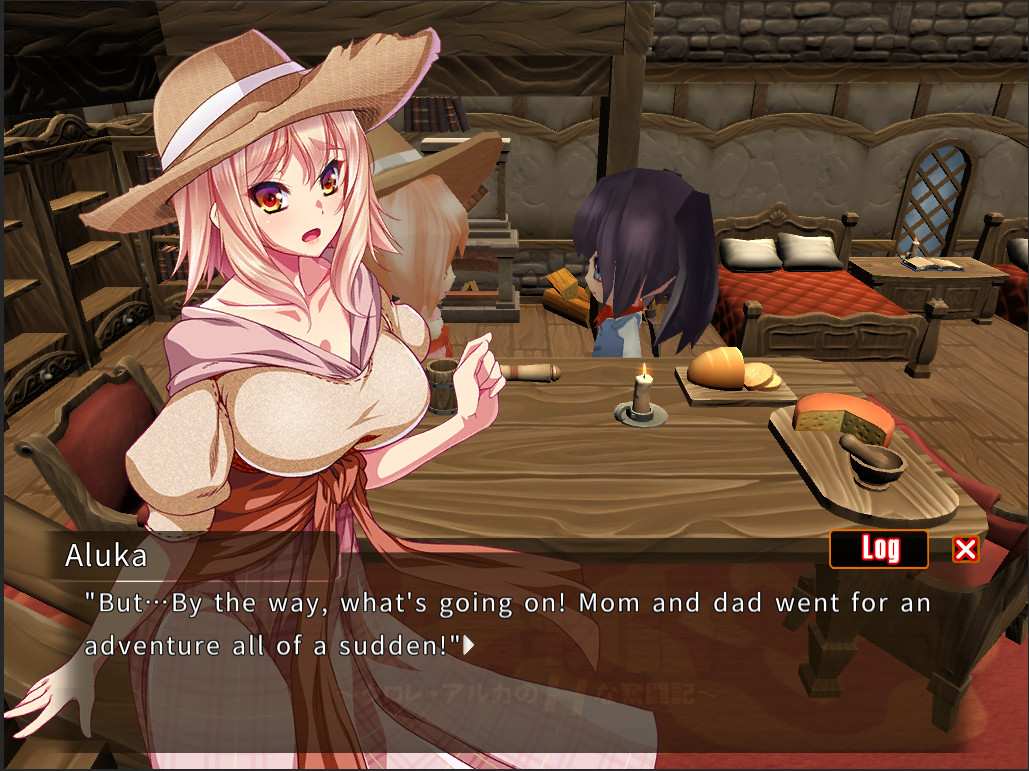 Log
Aluka
"But…By the way, what's going on! Mom and dad went for an
adventure all of a sudden!"